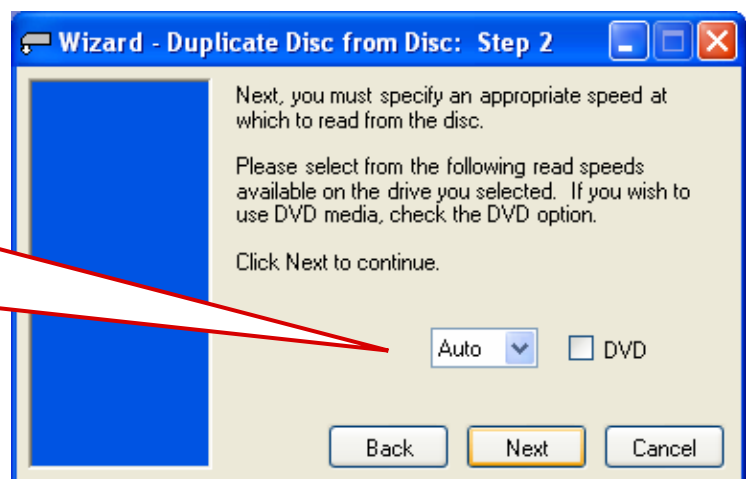 Wizard - Duplicate Disc from Disc: Step 2
Next, you must specify an appropriate speed at
which to read from the disc.
Please select from the following read speeds
available on the drive you selected. If you wish to
use DVD media, check the DVD option.
Click Next to continue.
Auto DVD
Back Next Cancel